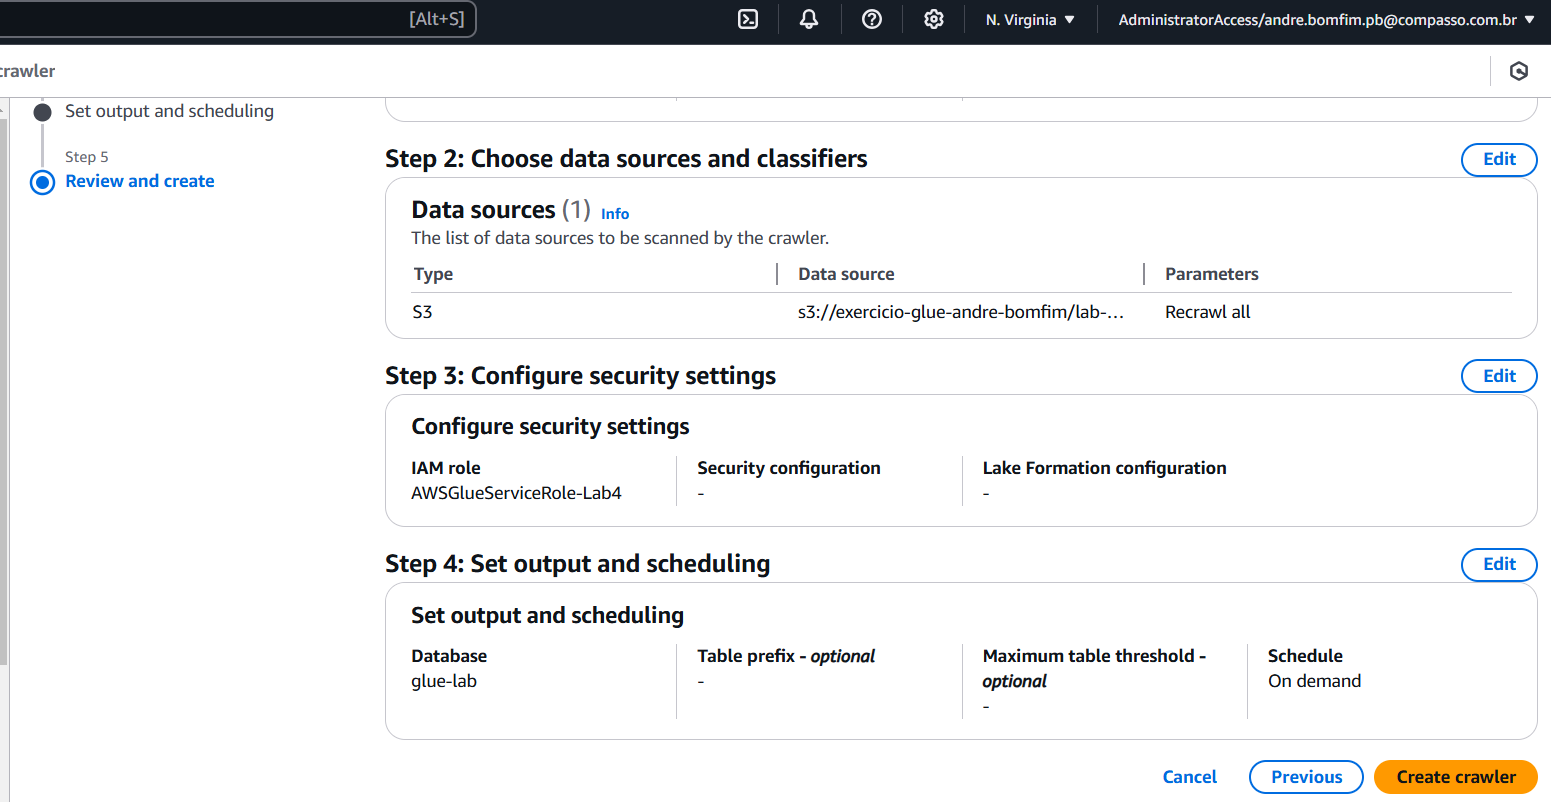 [Alt+S]
N. Virginia
AdministratorAccess/andre.bomfim.pb@compasso.com.br
crawler
Set output and scheduling
Step 5
Review and create
Step 2: Choose data sources and classifiers
Edit
Data sources (1) Info
The list of data sources to be scanned by the crawler.
Type Data source Parameters
S3 s3://exercicio-glue-andre-bomfim/lab-… Recrawl all
Step 3: Configure security settings
Edit
Configure security settings
IAM role Security configuration Lake Formation configuration
AWSGlueServiceRole-Lab4 - -
Step 4: Set output and scheduling
Edit
Set output and scheduling
Database Table prefix - optional Maximum table threshold - Schedule
glue-lab - optional On demand
-
Cancel Previous Create crawler